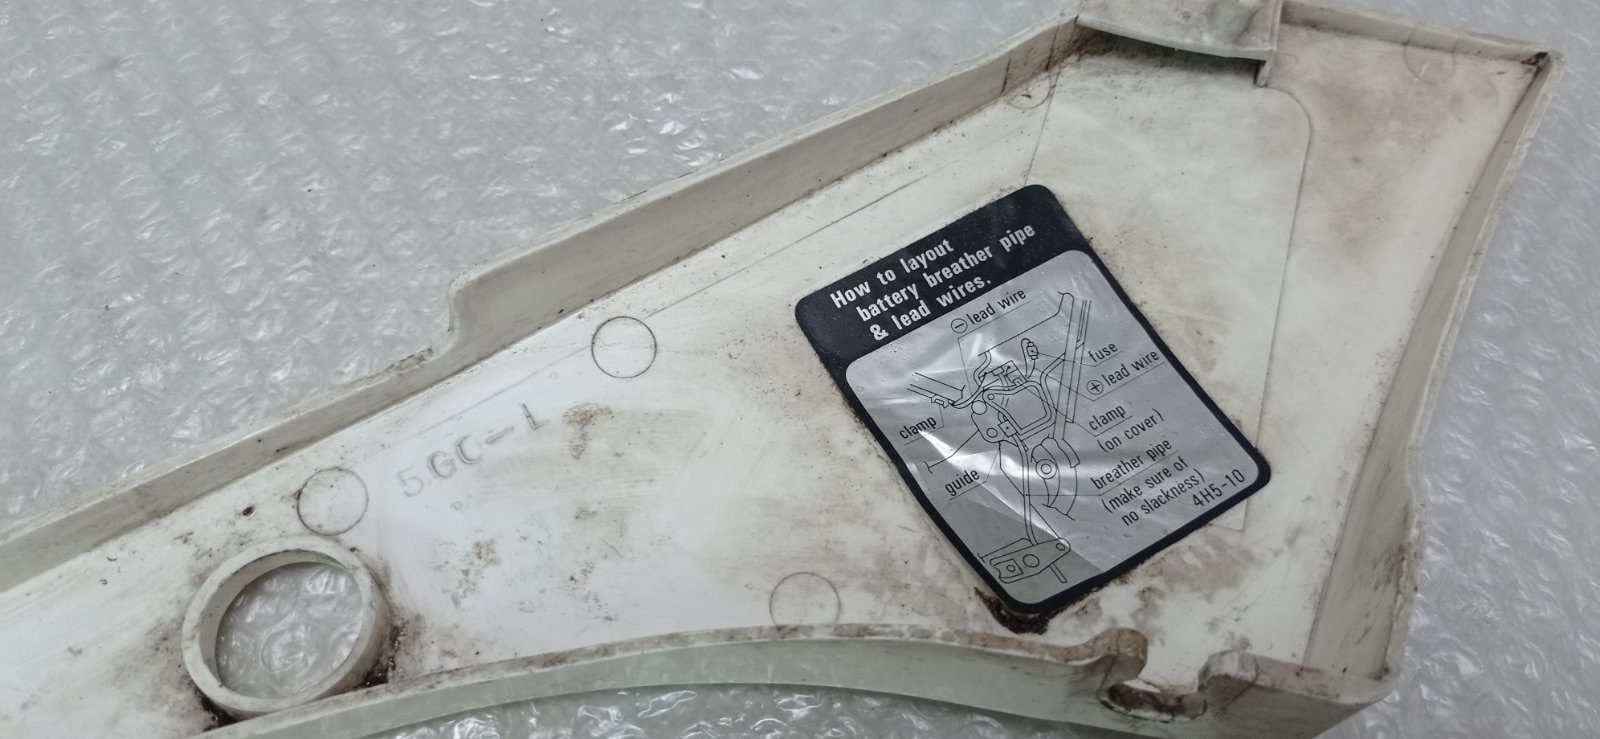 How to layout
battery breather pipe
& lead wires.
⊖ lead wire
fuse
⊕ lead wire
clamp
clamp
(on cover)
guide
breather pipe
(make sure of
no slackness)
4H5-10
5GC-1